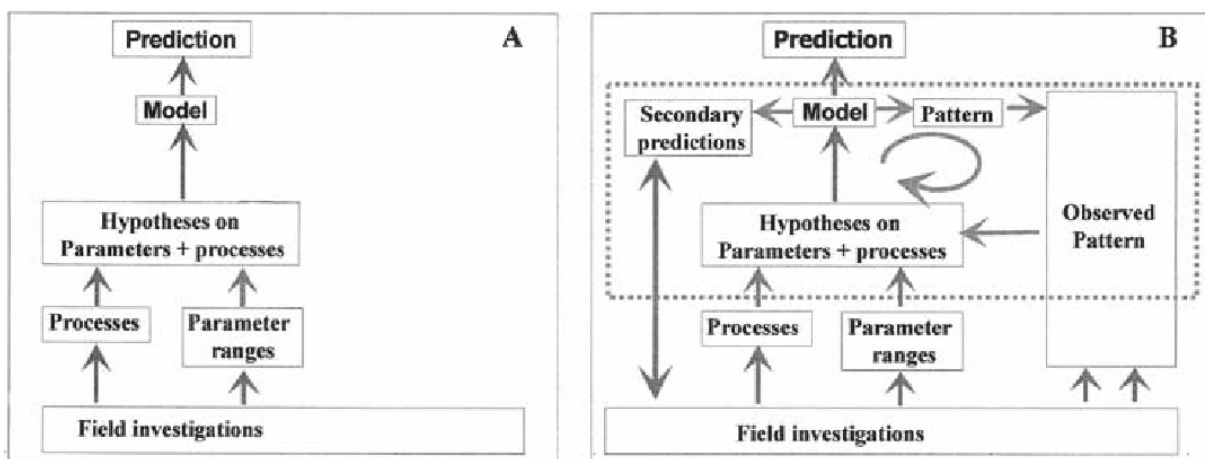 A
Prediction
Model
Hypotheses on
Parameters + processes
Processes
Parameter
ranges
Field investigations
B
Prediction
Secondary
predictions
Model
Pattern
Hypotheses on
Parameters + processes
Observed
Pattern
Processes
Parameter
ranges
Field investigations